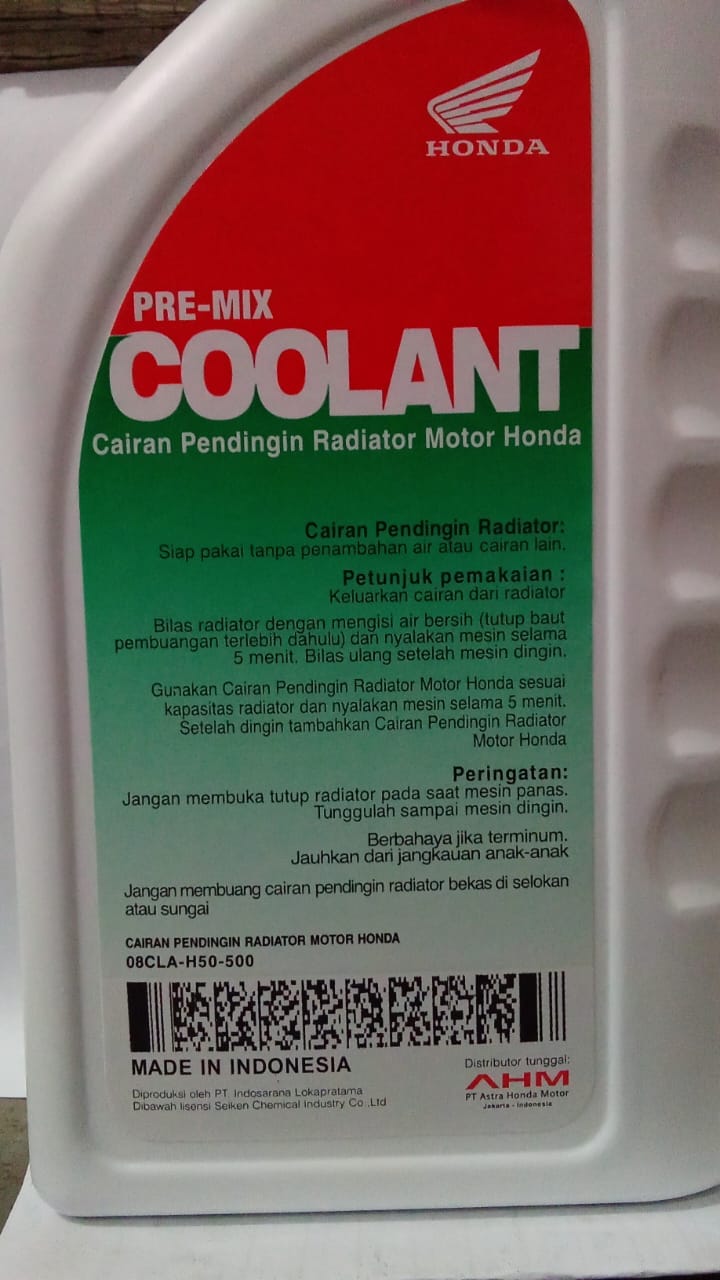 HONDA
PRE-MIX
COOLANT
Cairan Pendingin Radiator Motor Honda
Cairan Pendingin Radiator:
Siap pakai tanpa penambahan air atau cairan lain.
Petunjuk pemakaian :
Keluarkan cairan dari radiator
Bilas radiator dengan mengisi air bersih (tutup baut
pembuangan terlebih dahulu) dan nyalakan mesin selama
5 menit. Bilas ulang setelah mesin dingin.
Gunakan Cairan Pendingin Radiator Motor Honda sesuai
kapasitas radiator dan nyalakan mesin selama 5 menit.
Setelah dingin tambahkan Cairan Pendingin Radiator
Motor Honda
Peringatan:
Jangan membuka tutup radiator pada saat mesin panas.
Tunggulah sampai mesin dingin.
Berbahaya jika terminum.
Jauhkan dari jangkauan anak-anak
Jangan membuang cairan pendingin radiator bekas di selokan
atau sungai
CAIRAN PENDINGIN RADIATOR MOTOR HONDA
08CLA-H50-500
MADE IN INDONESIA
Diproduksi oleh PT. Indosarana Lokapratama
Dibawah lisensi Seiken Chemical Industry Co.,Ltd
Distributor tunggal:
AHM
PT Astra Honda Motor
Jakarta - Indonesia